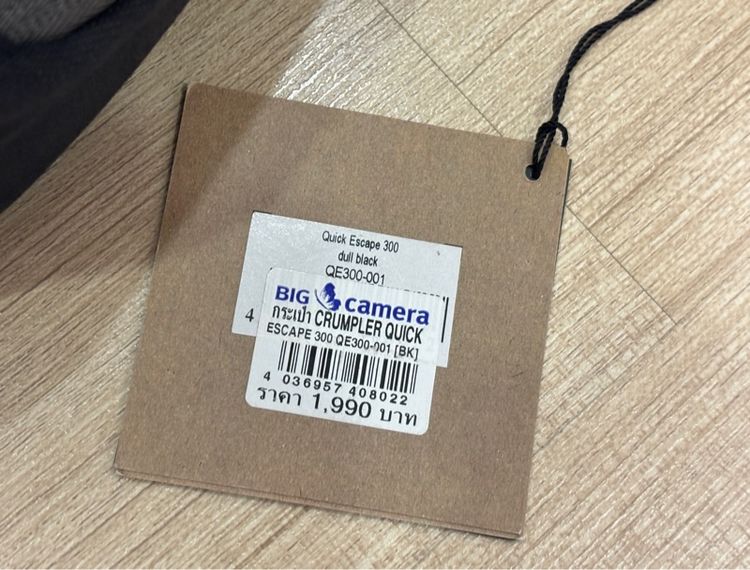 Quick Escape 300
dull black
QE300-001
4
BIG camera
กระเป๋า CRUMPLER QUICK
ESCAPE 300 QE300-001 [BK]
4 036957 408022
ราคา 1,990 บาท